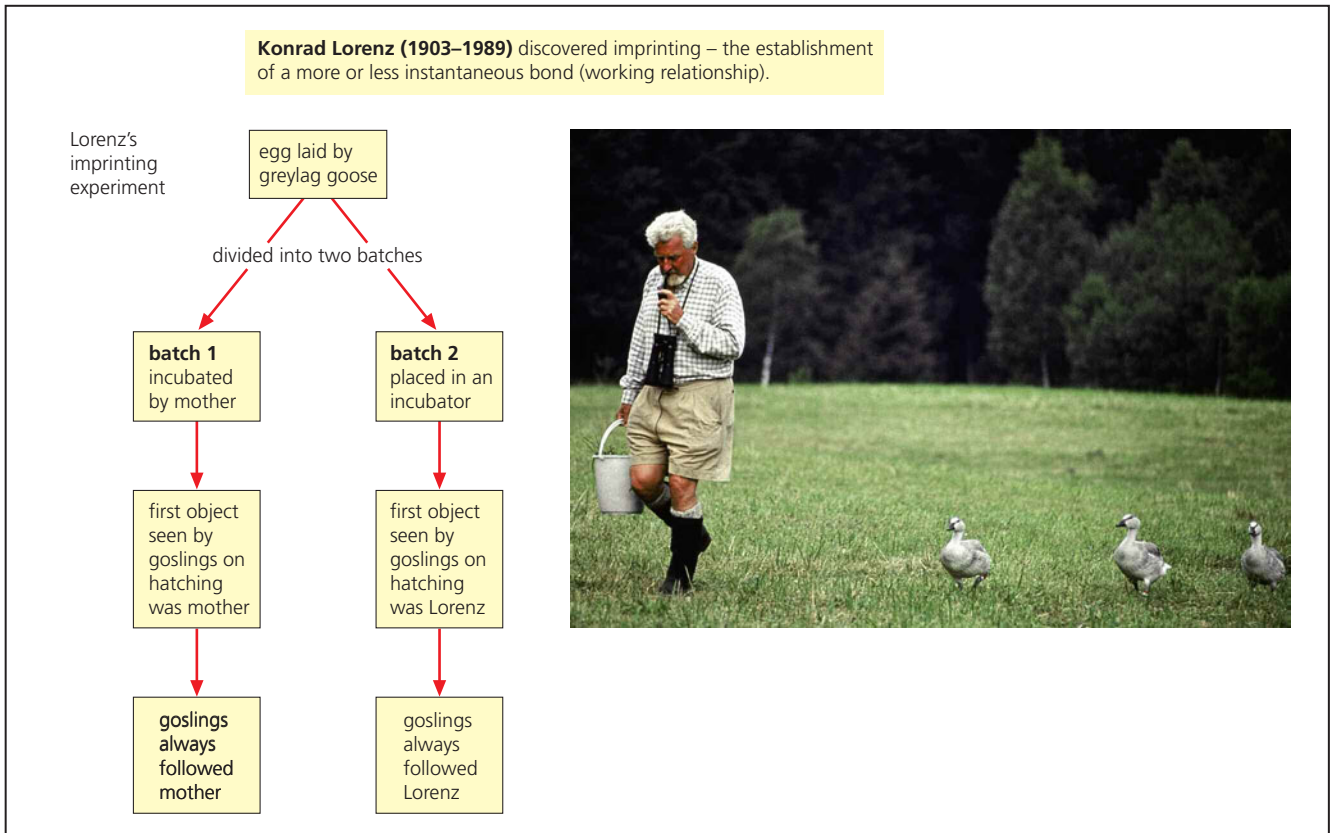 Konrad Lorenz (1903–1989) discovered imprinting – the establishment
of a more or less instantaneous bond (working relationship).
Lorenz’s
imprinting
experiment
egg laid by
greylag goose
divided into two batches
batch 1
incubated
by mother
batch 2
placed in an
incubator
first object
seen by
goslings on
hatching
was mother
first object
seen by
goslings on
hatching
was Lorenz
goslings
always
followed
mother
goslings
always
followed
Lorenz